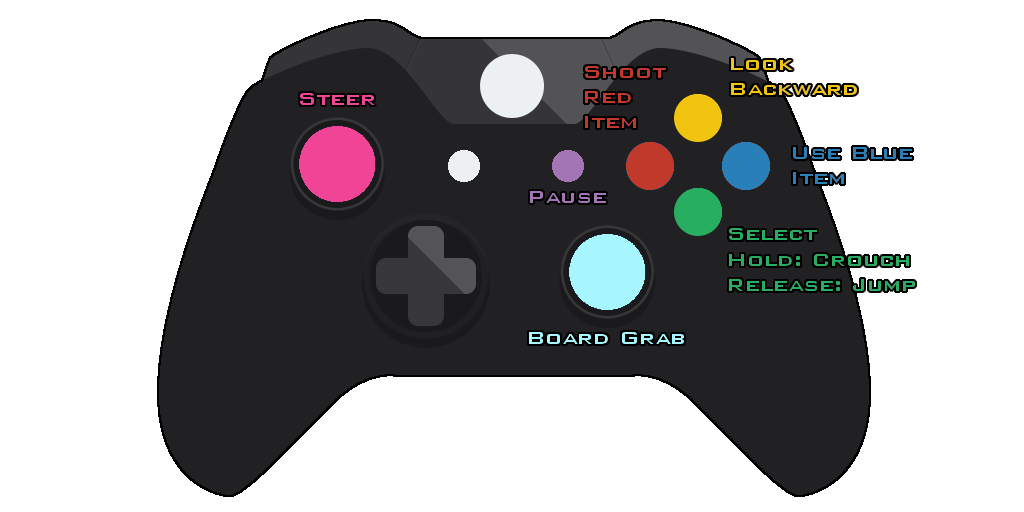 Steer
Shoot
Red
Item
Look
Backward
Use Blue
Item
Pause
Select
Hold: Crouch
Release: Jump
Board Grab